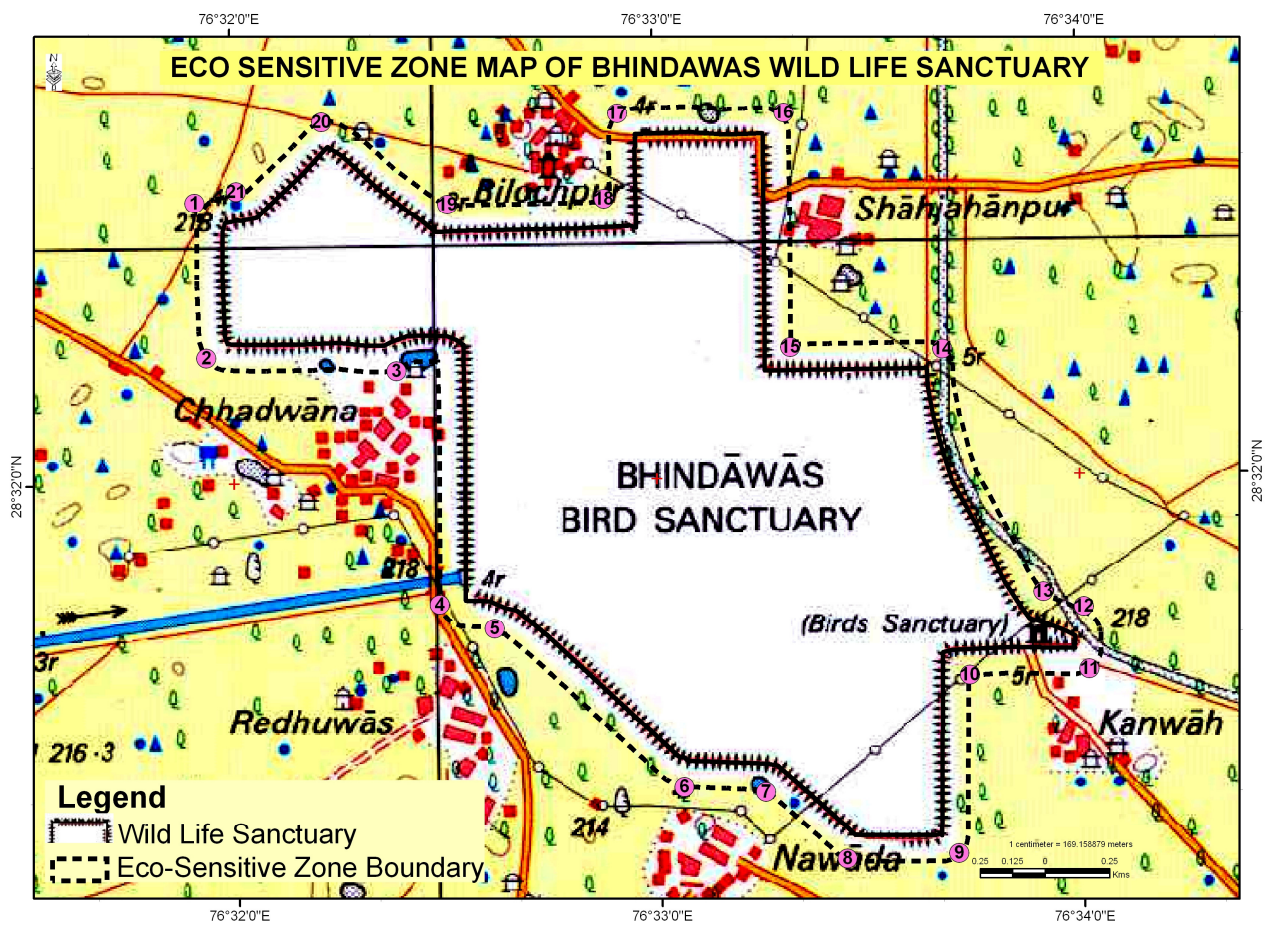 76°32'0"E 76°33'0"E 76°34'0"E
N
ECO SENSITIVE ZONE MAP OF BHINDAWAS WILD LIFE SANCTUARY
17 4r 16
20
21
1 4r
218
19 3r Bilochpur 18
Shāhjahānpur
2 3
15 14 5r
Chhadwāna
28°32'0"N
28°32'0"N
BHINDĀWĀS
BIRD SANCTUARY
218
4r
4
5
13
12
(Birds Sanctuary)
218
3r
10 5r 11
Redhuwās
Kanwāh
216·3
6 7
214
Nawāda
8 9
Legend
Wild Life Sanctuary
Eco-Sensitive Zone Boundary
1 centimeter = 169.158879 meters
0.25 0.125 0 0.25
Kms
76°32'0"E 76°33'0"E 76°34'0"E